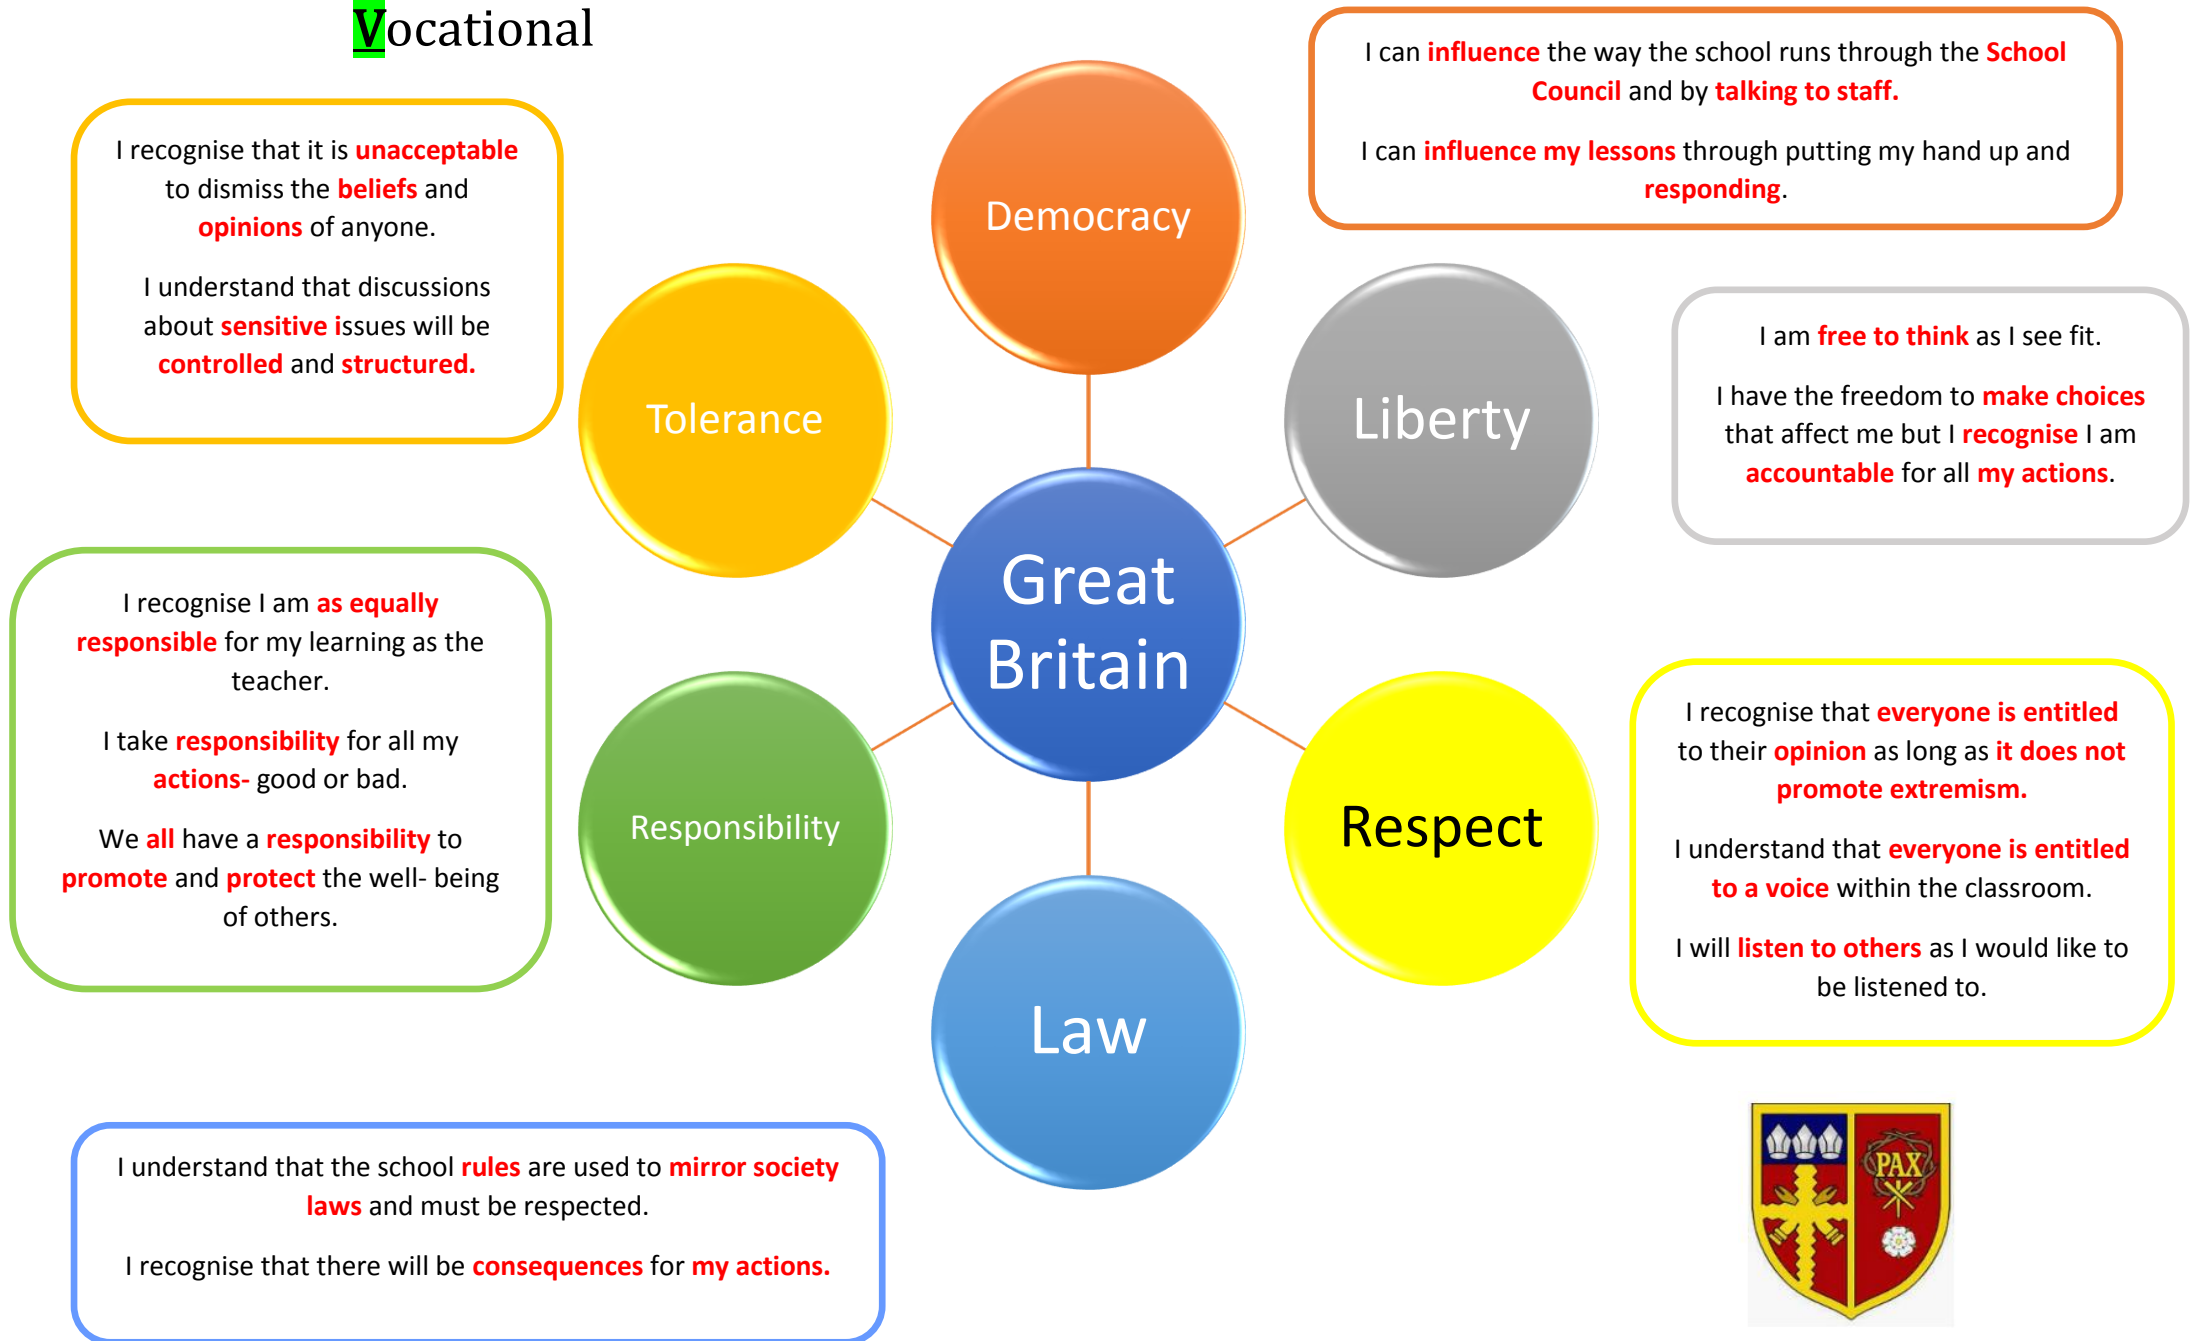 Vocational
I can influence the way the school runs through the School
Council and by talking to staff.
I can influence my lessons through putting my hand up and
responding.
I recognise that it is unacceptable
to dismiss the beliefs and
opinions of anyone.
I understand that discussions
about sensitive issues will be
controlled and structured.
Democracy
Tolerance
Liberty
I am free to think as I see fit.
I have the freedom to make choices
that affect me but I recognise I am
accountable for all my actions.
Great
Britain
I recognise I am as equally
responsible for my learning as the
teacher.
I take responsibility for all my
actions- good or bad.
We all have a responsibility to
promote and protect the well- being
of others.
Responsibility
Respect
I recognise that everyone is entitled
to their opinion as long as it does not
promote extremism.
I understand that everyone is entitled
to a voice within the classroom.
I will listen to others as I would like to
be listened to.
Law
I understand that the school rules are used to mirror society
laws and must be respected.
I recognise that there will be consequences for my actions.
PAX